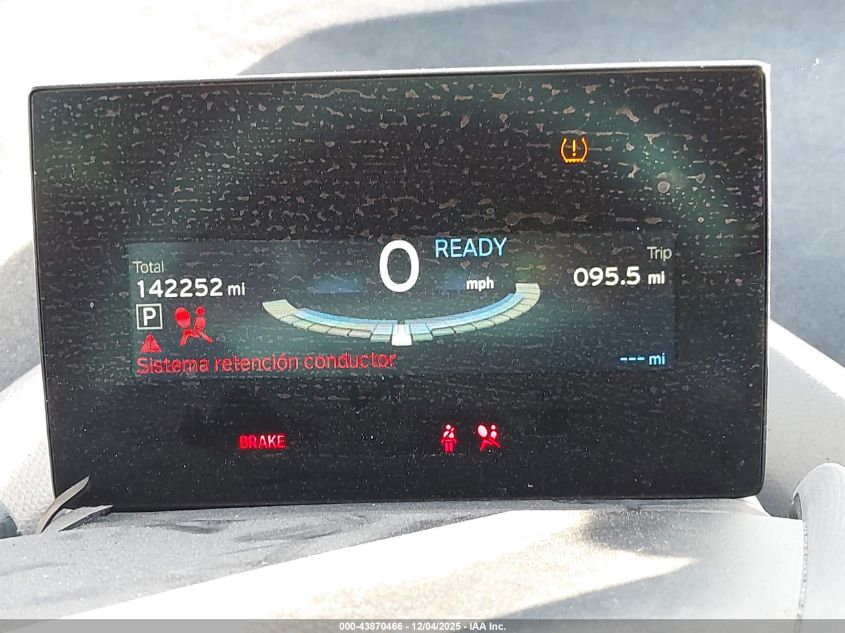 READY
Total
Trip
142252 mi
0
mph
095.5 mi
P
Sistema retención conductor
--- mi
BRAKE
000-43870466 - 12/04/2025 - IAA Inc.